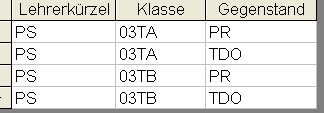 Lehrerkürzel Klasse Gegenstand
PS 03TA PR
PS 03TA TDO
PS 03TB PR
PS 03TB TDO